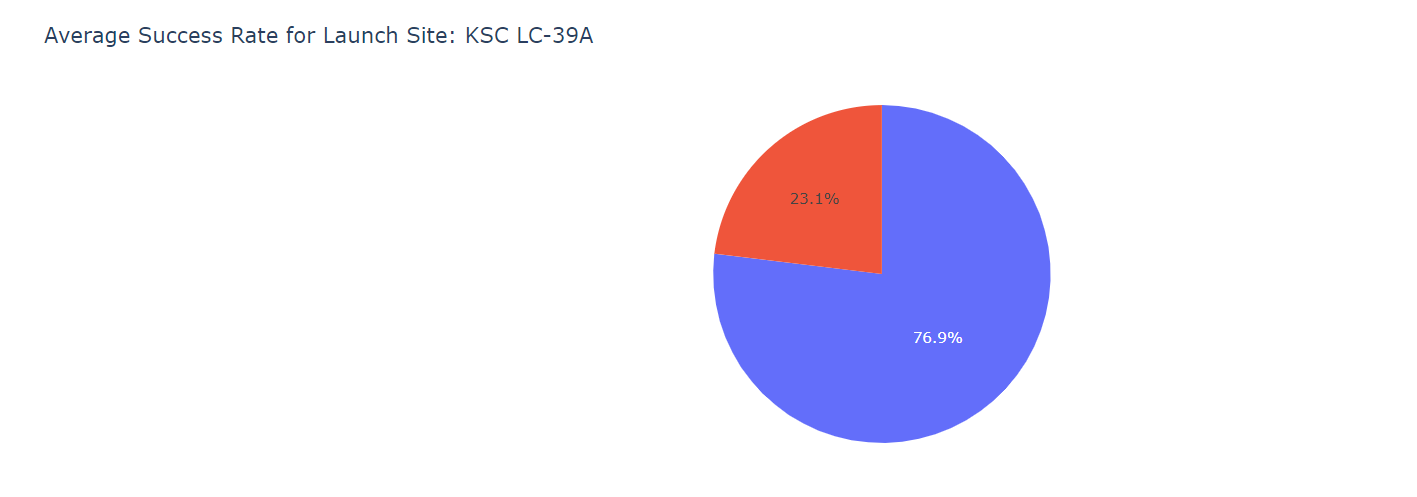 Average Success Rate for Launch Site: KSC LC-39A
23.1%
76.9%